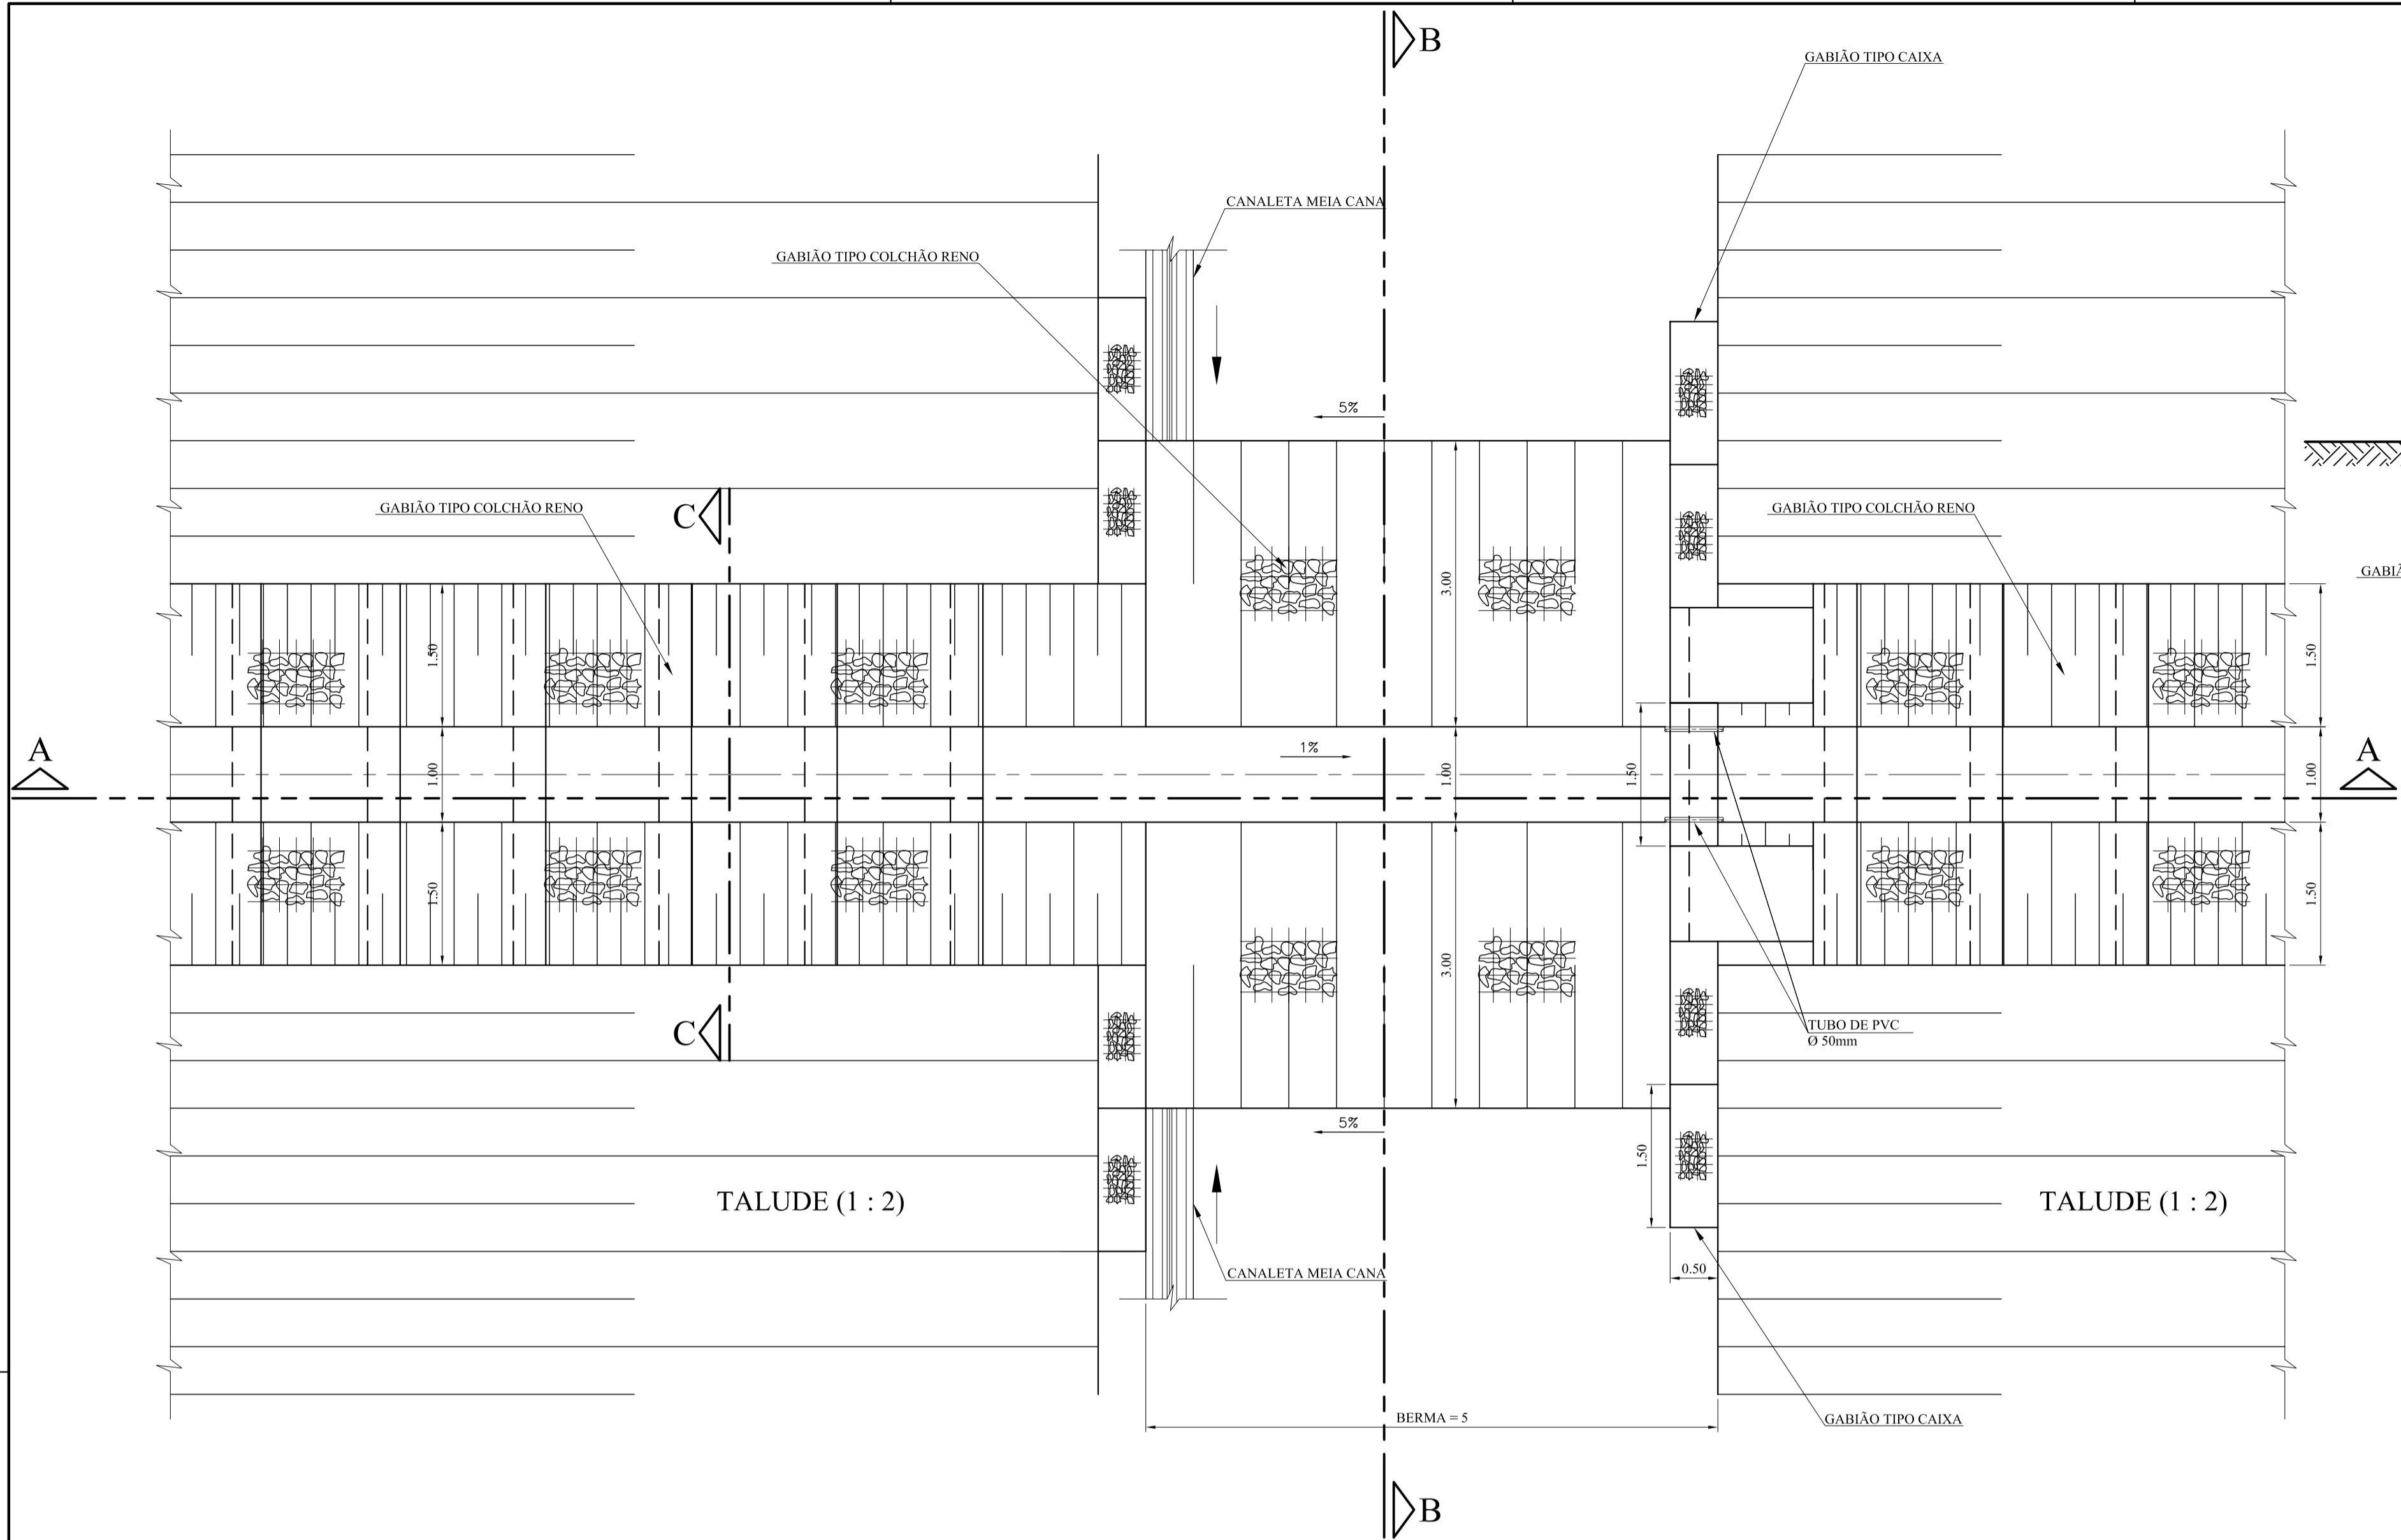 B
GABIÃO TIPO CAIXA
CANALETA MEIA CANA
GABIÃO TIPO COLCHÃO RENO
5%
C
GABIÃO TIPO COLCHÃO RENO
GABIÃO TIPO COLCHÃO RENO
GABIÃ
3.00
1.50
1.50
A
1%
A
1.00
1.00
1.50
1.00
1.50
3.00
1.50
C
TUBO DE PVC
Ø 50mm
5%
1.50
TALUDE (1 : 2)
TALUDE (1 : 2)
CANALETA MEIA CANA
0.50
BERMA = 5
GABIÃO TIPO CAIXA
B